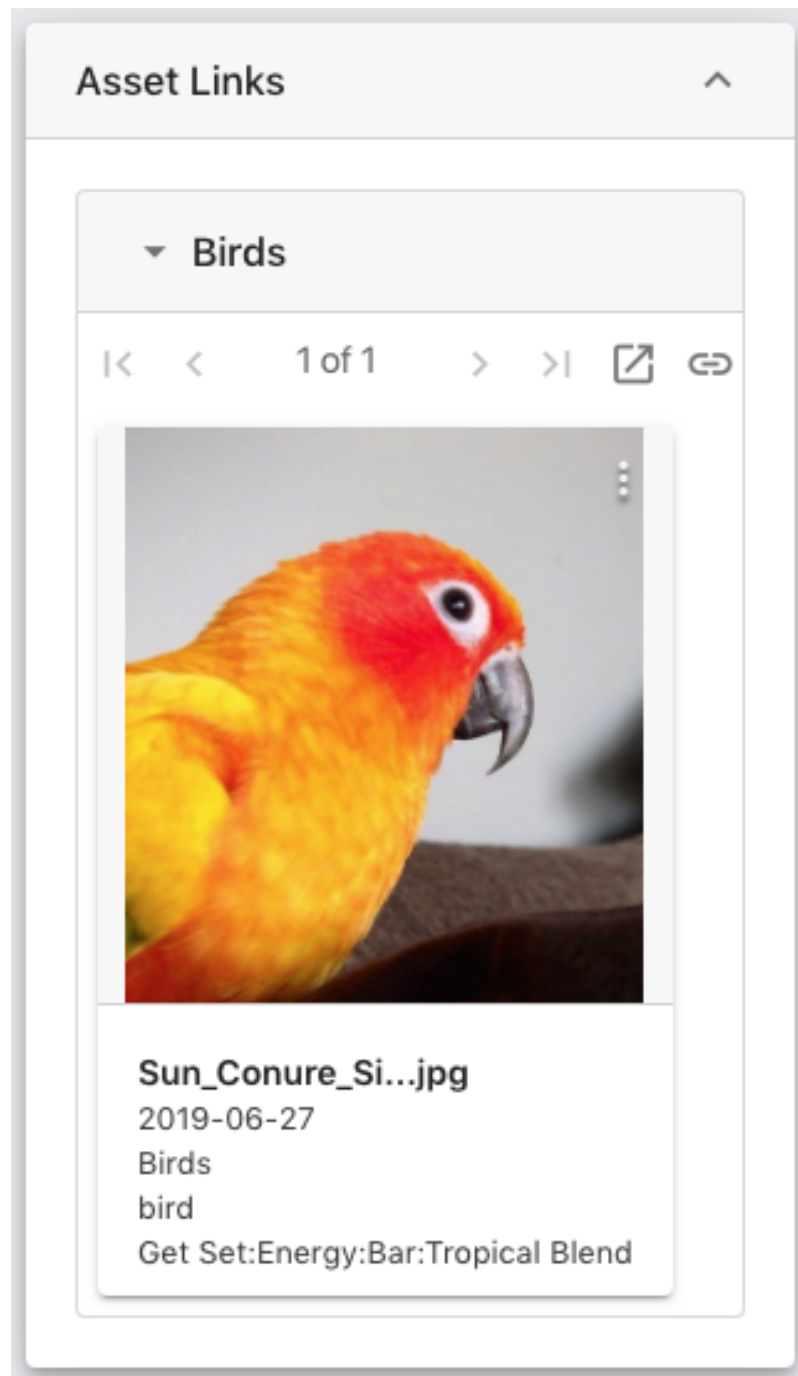 Asset Links
Birds
1 of 1
Sun_Conure_Si...jpg
2019-06-27
Birds
bird
Get Set:Energy:Bar:Tropical Blend